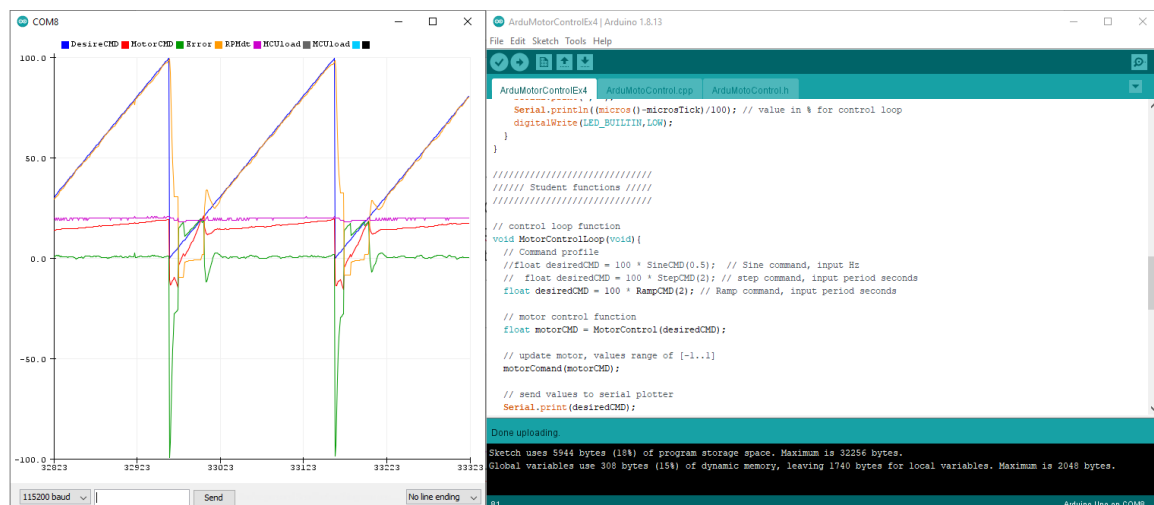 COM8
DesireCMD MotorCMD Error RPMdt MCUload MCUload
100.0
50.0
0.0
-50.0
-100.0
32823 32923 33023 33123 33223 33323
115200 baud Send No line ending
ArduMotorControlEx4 | Arduino 1.8.13
File Edit Sketch Tools Help
ArduMotorControlEx4 ArduMotoControl.cpp ArduMotoControl.h
Serial.println((micros()-microsTick)/100); // value in % for control loop
digitalWrite(LED_BUILTIN,LOW);
}
}
///////////////////////////////
////// Student functions /////
///////////////////////////////
// control loop function
void MotorControlLoop(void){
// Command profile
//float desiredCMD = 100 * SineCMD(0.5); // Sine command, input Hz
// float desiredCMD = 100 * StepCMD(2); // step command, input period seconds
float desiredCMD = 100 * RampCMD(2); // Ramp command, input period seconds
// motor control function
float motorCMD = MotorControl(desiredCMD);
// update motor, values range of [-1..1]
motorComand(motorCMD);
// send values to serial plotter
Serial.print(desiredCMD);
Done uploading.
Sketch uses 5944 bytes (18%) of program storage space. Maximum is 32256 bytes.
Global variables use 308 bytes (15%) of dynamic memory, leaving 1740 bytes for local variables. Maximum is 2048 bytes.
81 Arduino Uno on COM8